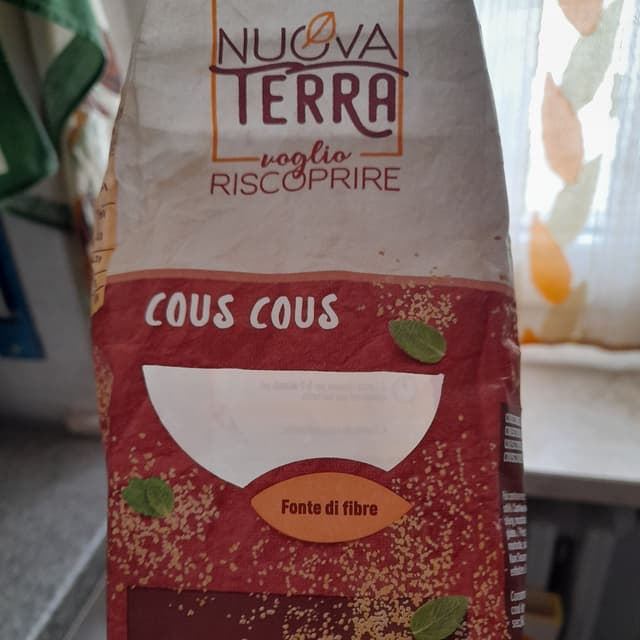 NUOVA
TERRA
voglio
RISCOPRIRE
COUS COUS
Fonte di fibre